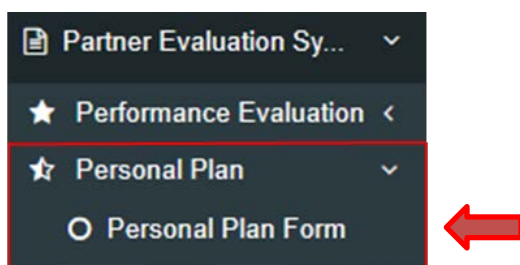 Partner Evaluation Sy...
Performance Evaluation
Personal Plan
Personal Plan Form